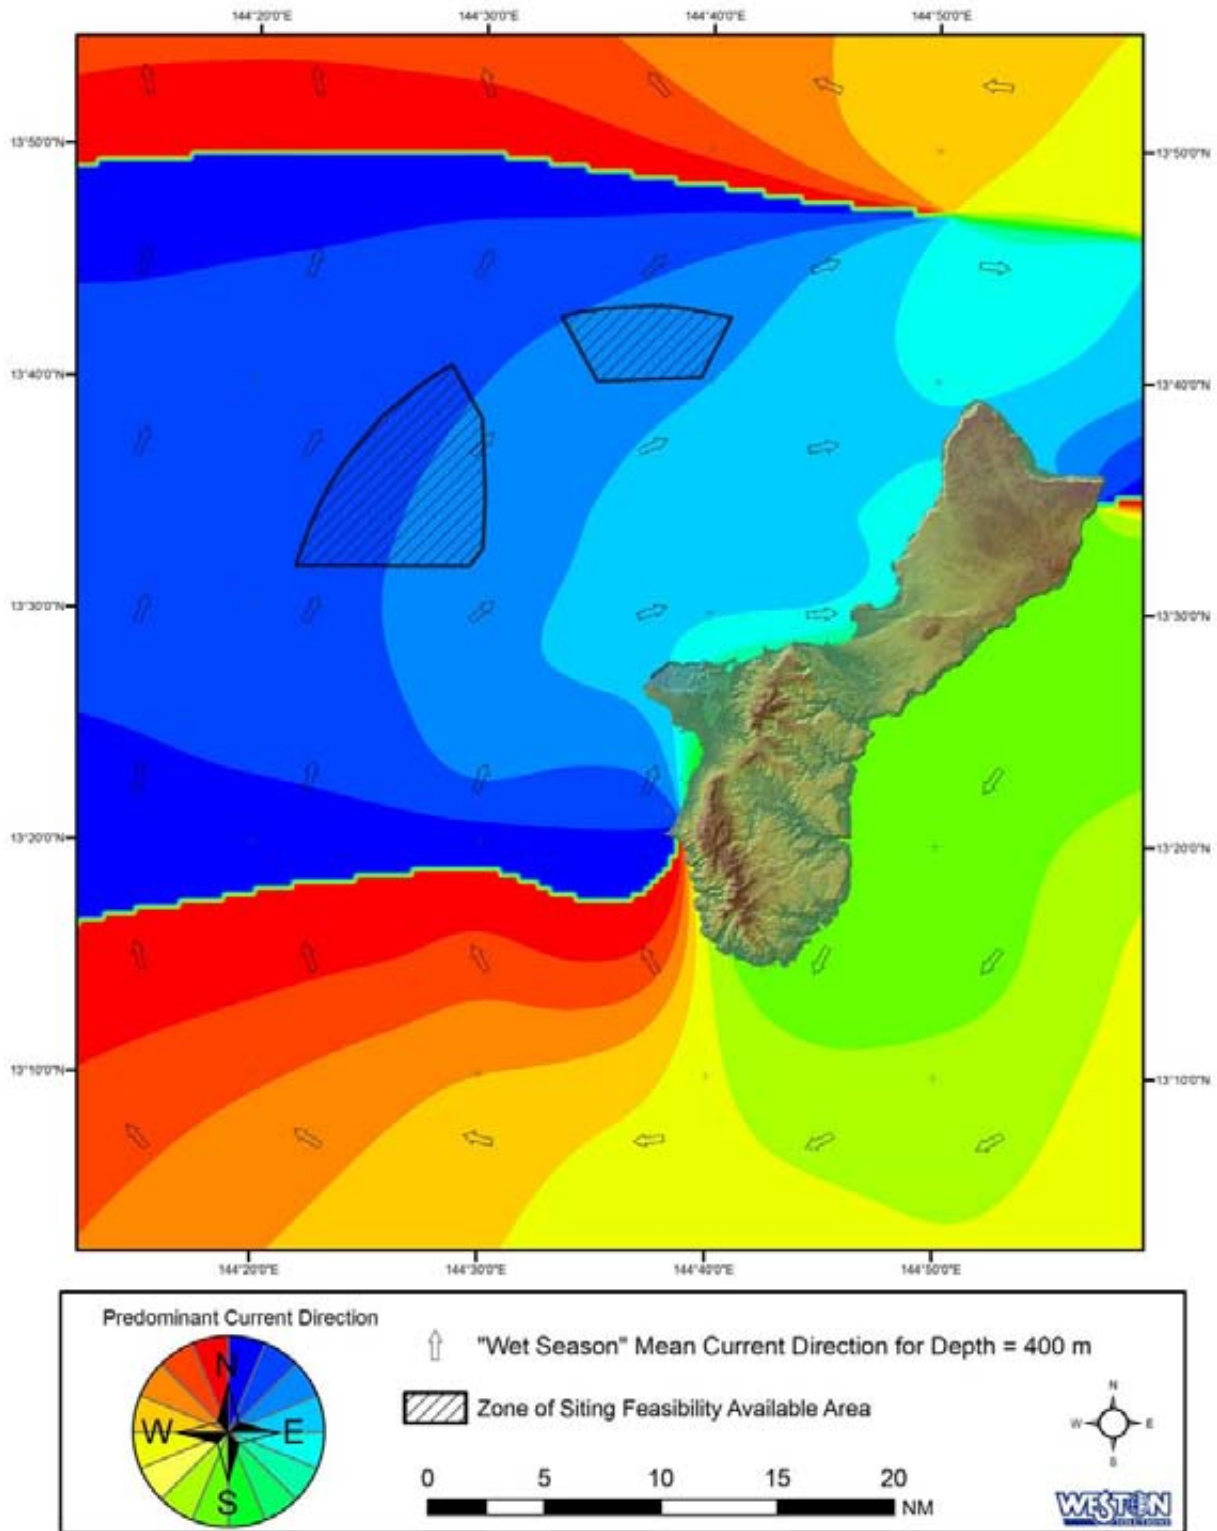 144°20'0"E 144°30'0"E 144°40'0"E 144°50'0"E
13°50'0"N 13°50'0"N
13°40'0"N 13°40'0"N
13°30'0"N 13°30'0"N
13°20'0"N 13°20'0"N
13°10'0"N 13°10'0"N
144°20'0"E 144°30'0"E 144°40'0"E 144°50'0"E
Predominant Current Direction
N
W E
S
"Wet Season" Mean Current Direction for Depth = 400 m
Zone of Siting Feasibility Available Area
0 5 10 15 20
NM
N
W E
S
WESTON
SOLUTIONS